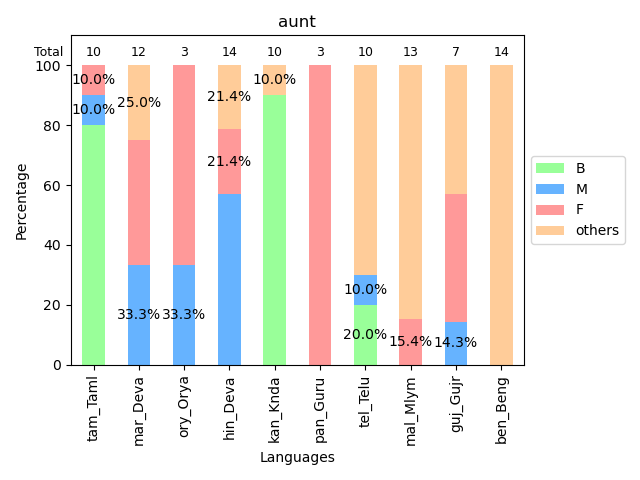 aunt
Total 10 12 3 14 10 3 10 13 7 14
100
80
60
40
20
0
Percentage
10.0% 10.0%
25.0% 33.3%
33.3%
21.4% 21.4%
10.0%
10.0% 20.0%
15.4%
14.3%
tam_Taml
mar_Deva
ory_Orya
hin_Deva
kan_Knda
pan_Guru
tel_Telu
mal_Mlym
guj_Gujr
ben_Beng
Languages
B
M
F
others